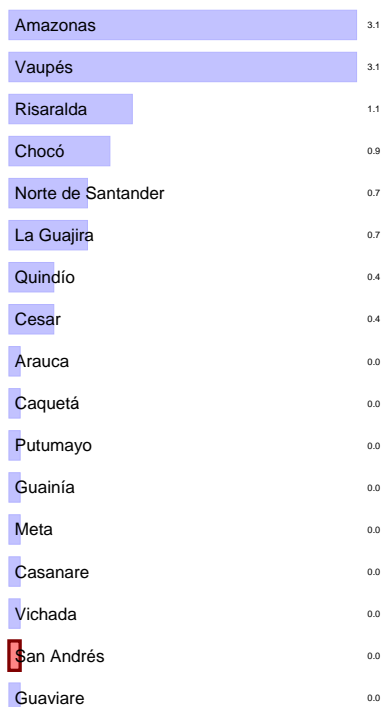 Amazonas 3.1
Vaupés 3.1
Risaralda 1.1
Chocó 0.9
Norte de Santander 0.7
La Guajira 0.7
Quindío 0.4
Cesar 0.4
Arauca 0.0
Caquetá 0.0
Putumayo 0.0
Guainía 0.0
Meta 0.0
Casanare 0.0
Vichada 0.0
San Andrés 0.0
Guaviare 0.0